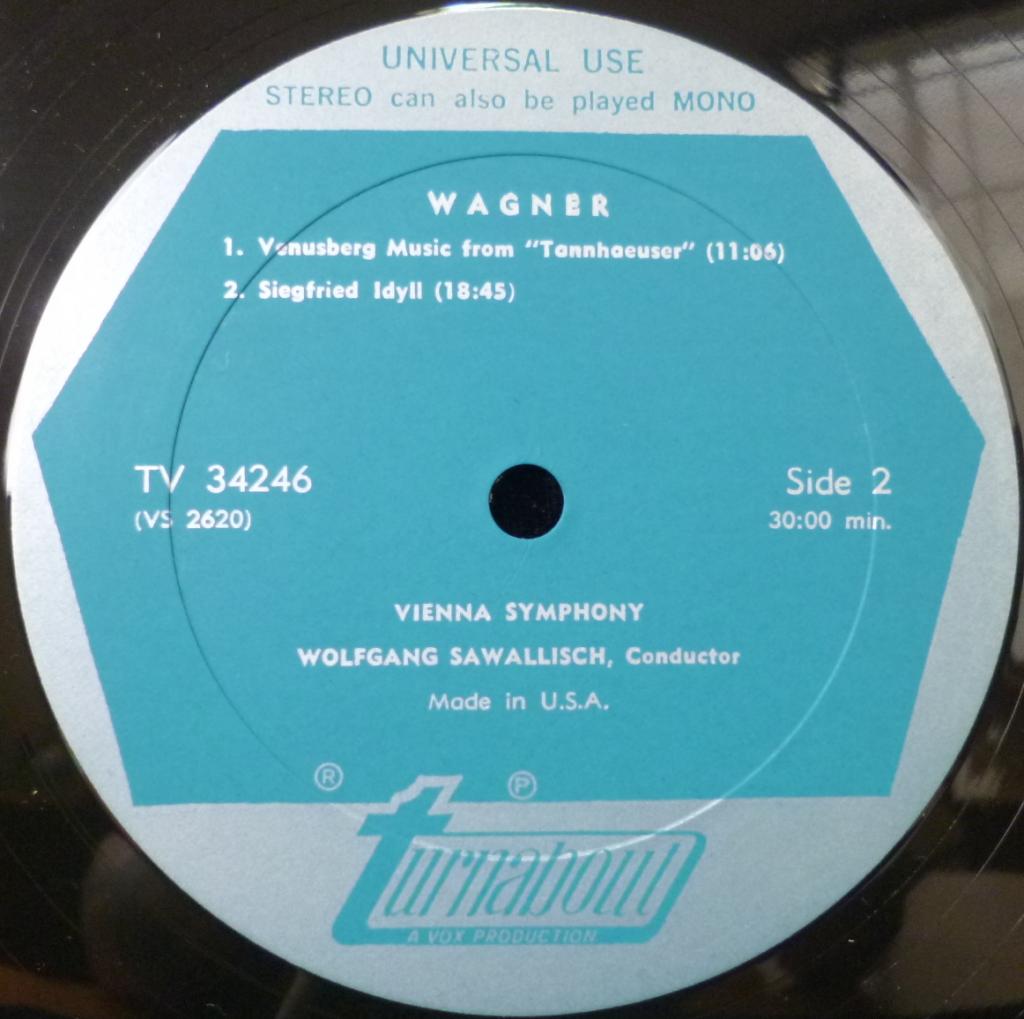 UNIVERSAL USE
STEREO can also be played MONO
WAGNER
1. Venusberg Music from "Tannhaeuser" (11:06)
2. Siegfried Idyll (18:45)
TV 34246
(VS 2620)
Side 2
30:00 min.
VIENNA SYMPHONY
WOLFGANG SAWALLISCH, Conductor
Made in U.S.A.
® ℗
turnabout
A VOX PRODUCTION